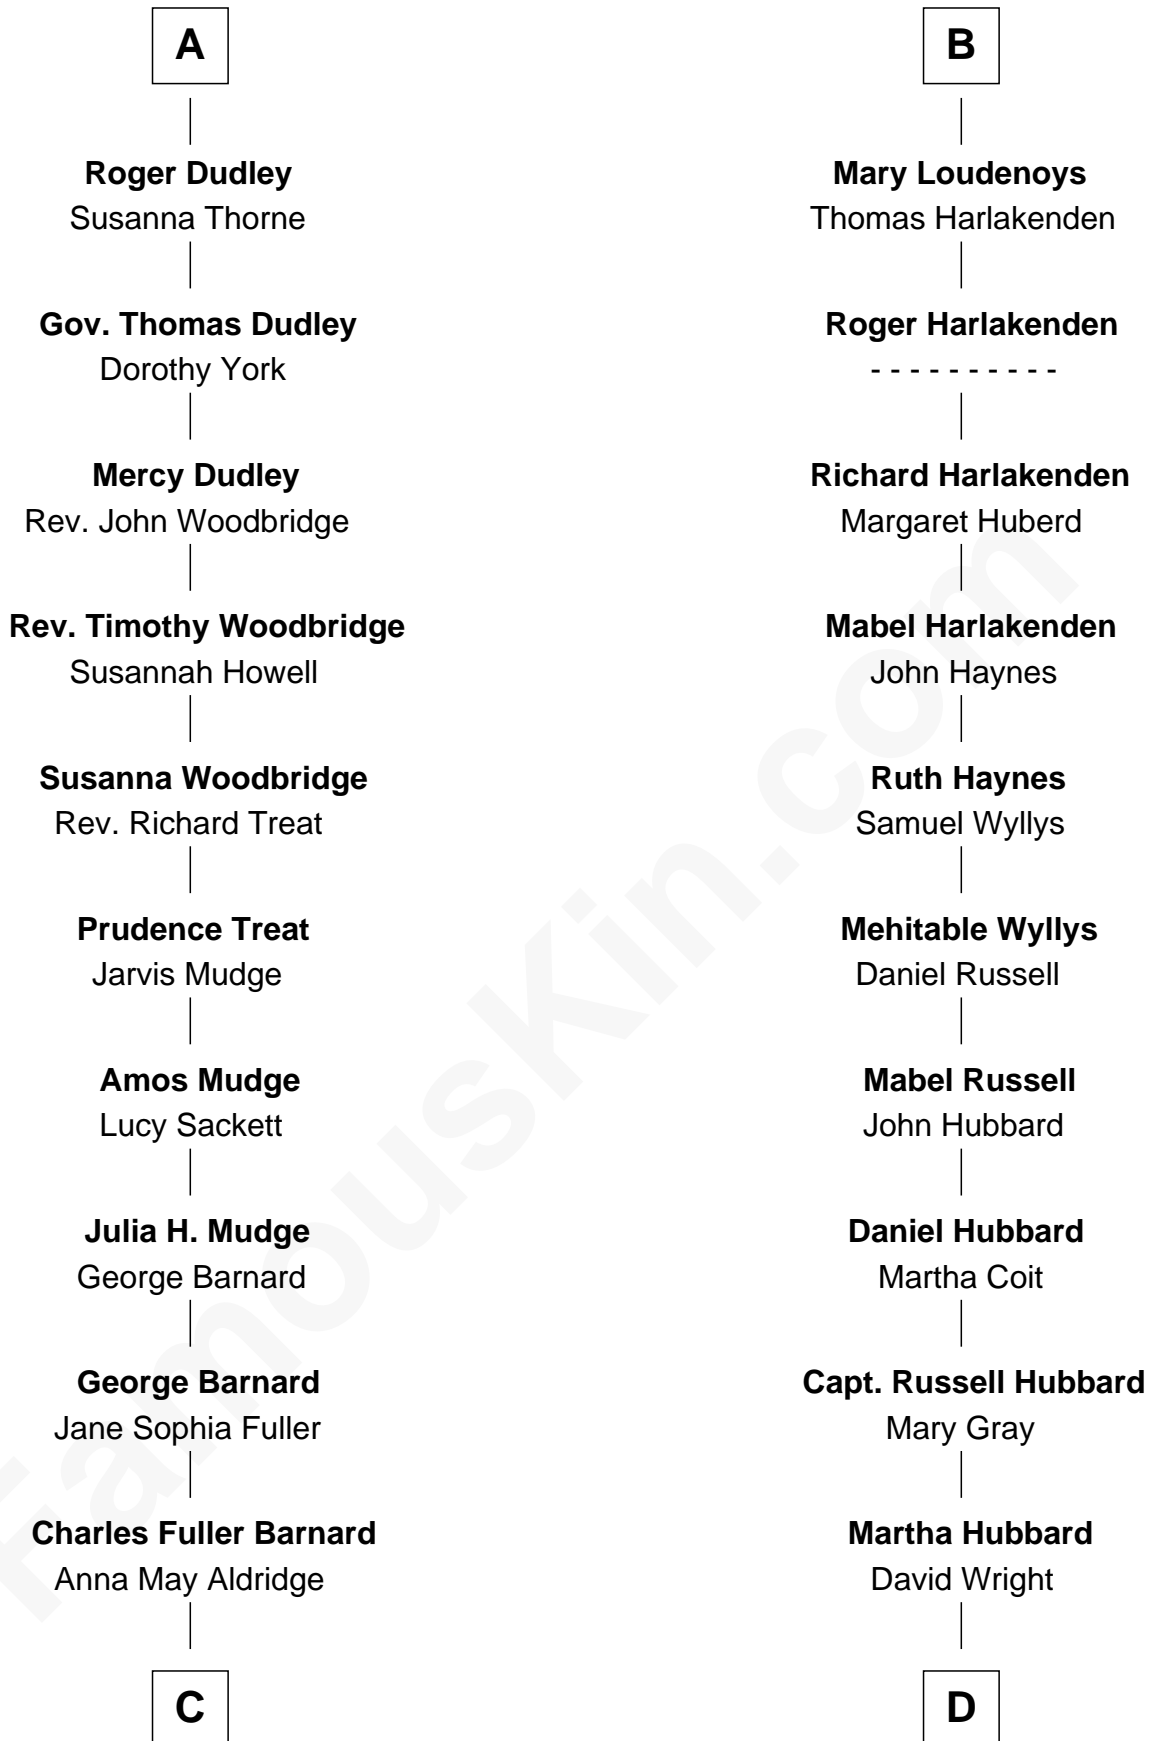 A
Roger Dudley
Susanna Thorne
Gov. Thomas Dudley
Dorothy York
Mercy Dudley
Rev. John Woodbridge
Rev. Timothy Woodbridge
Susannah Howell
Susanna Woodbridge
Rev. Richard Treat
Prudence Treat
Jarvis Mudge
Amos Mudge
Lucy Sackett
Julia H. Mudge
George Barnard
George Barnard
Jane Sophia Fuller
Charles Fuller Barnard
Anna May Aldridge
C
B
Mary Loudenoys
Thomas Harlakenden
Roger Harlakenden
- - - - - - - - - -
Richard Harlakenden
Margaret Huberd
Mabel Harlakenden
John Haynes
Ruth Haynes
Samuel Wyllys
Mehitable Wyllys
Daniel Russell
Mabel Russell
John Hubbard
Daniel Hubbard
Martha Coit
Capt. Russell Hubbard
Mary Gray
Martha Hubbard
David Wright
D
FamousKin.com